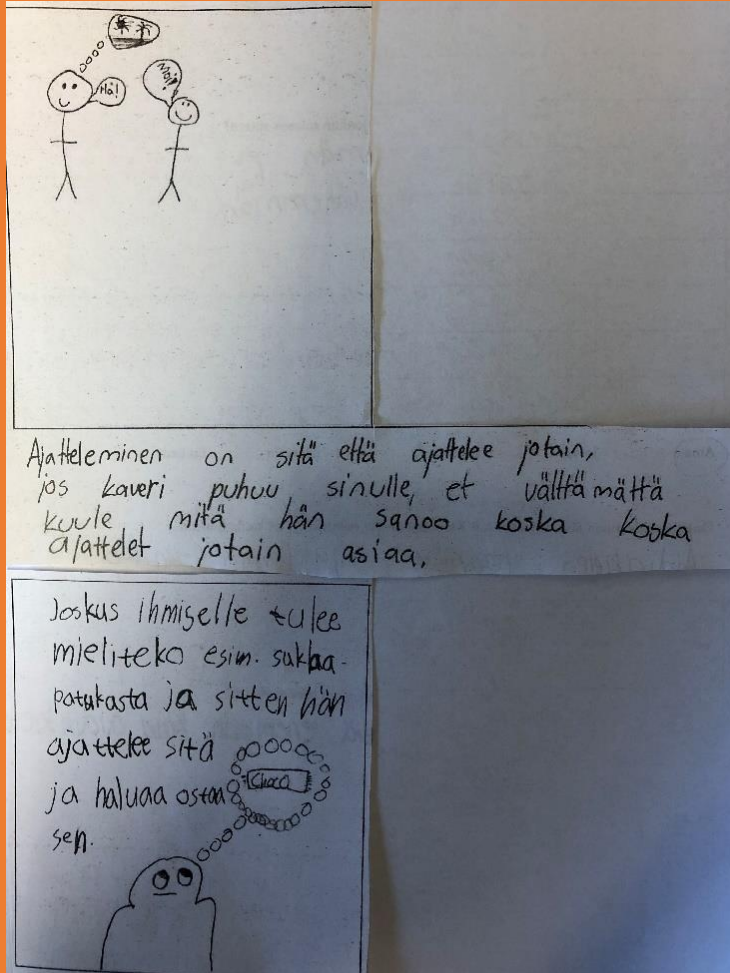 Hä!
Moi!
Ajatteleminen on sitä että ajattelee jotain,
jos kaveri puhuu sinulle, et välttämättä
kuule mitä hän sanoo koska koska
ajattelet jotain asiaa.
Joskus ihmiselle tulee
mieliteko esim. suklaa-
patukasta ja sitten hän
ajattelee sitä
Choco
ja haluaa ostaa
sen.